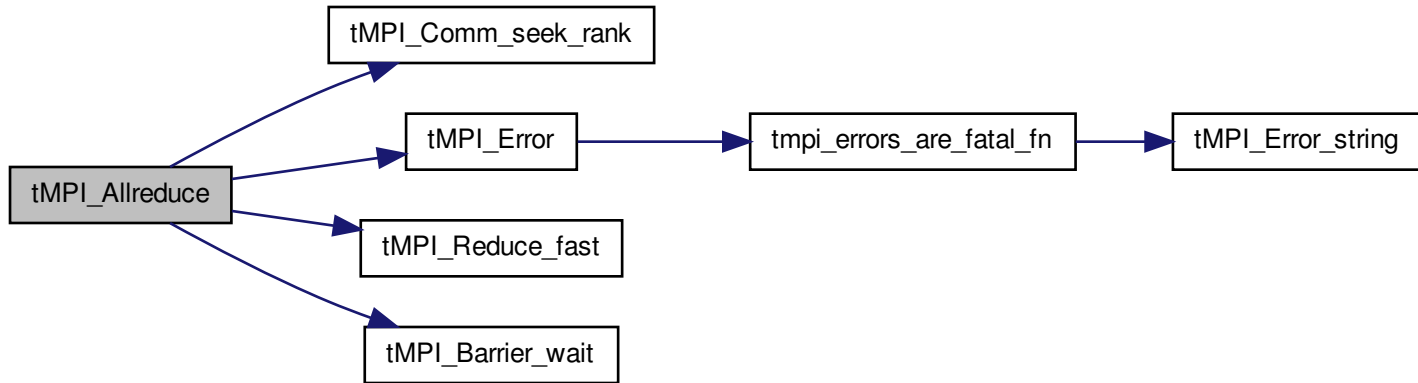 tMPI_Comm_seek_rank
tMPI_Error
tmpi_errors_are_fatal_fn
tMPI_Error_string
tMPI_Allreduce
tMPI_Reduce_fast
tMPI_Barrier_wait